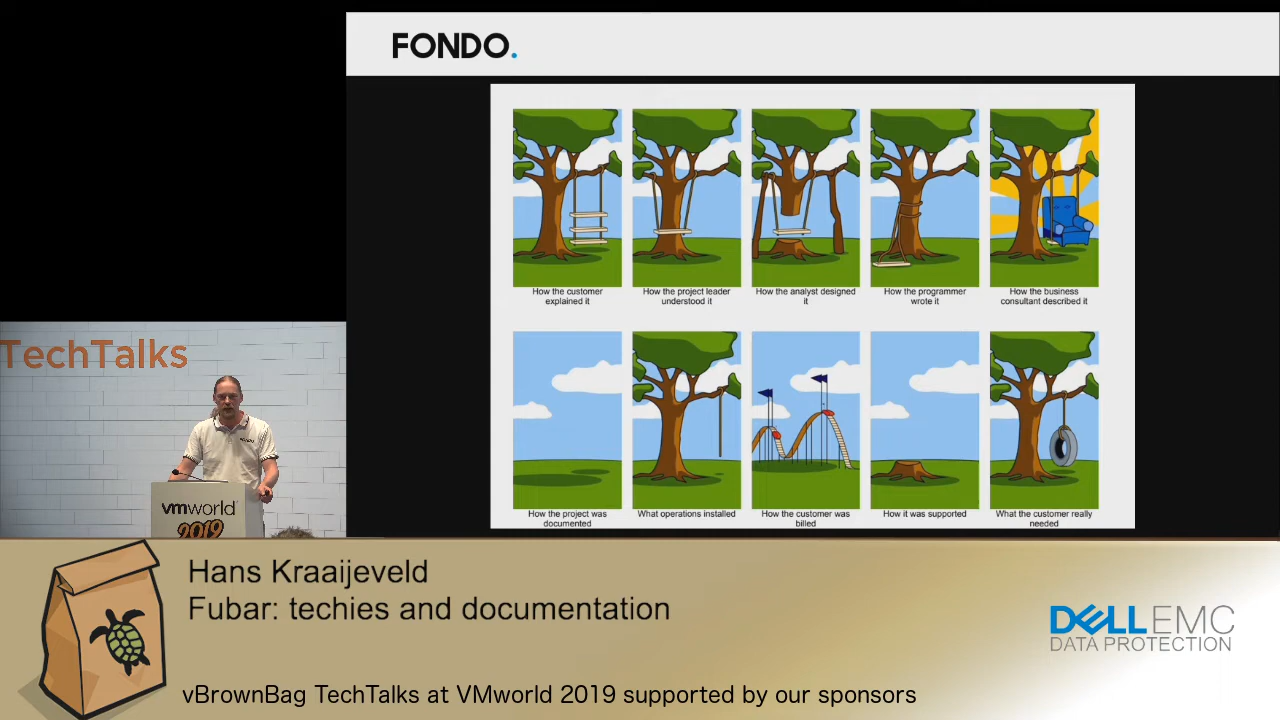 FONDO.
How the customer
explained it
How the project leader
understood it
How the analyst designed
it
How the programmer
wrote it
How the business
consultant described it
How the project was
documented
What operations installed
How the customer was
billed
How it was supported
What the customer really
needed
TechTalks
vmworld
2019
Hans Kraaijeveld
Fubar: techies and documentation
DELL EMC
DATA PROTECTION
vBrownBag TechTalks at VMworld 2019 supported by our sponsors